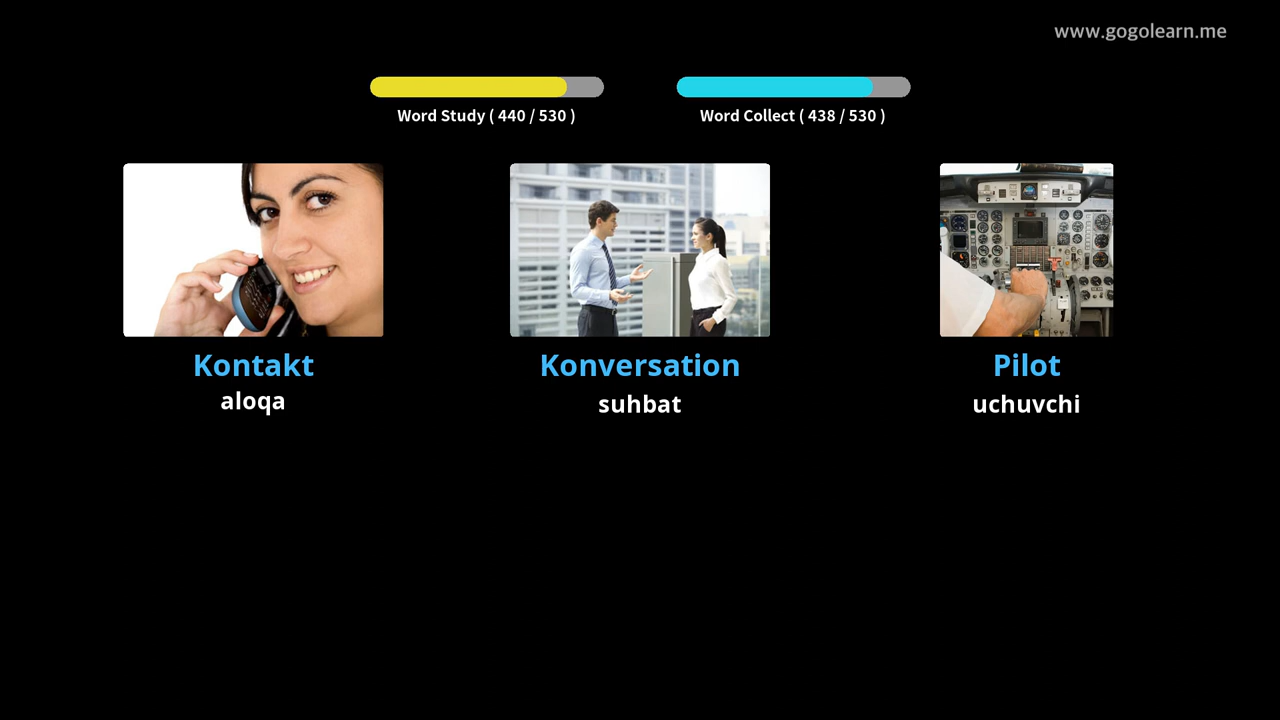 www.gogolearn.me
Word Study ( 440 / 530 )
Word Collect ( 438 / 530 )
Kontakt
aloqa
Konversation
suhbat
Pilot
uchuvchi